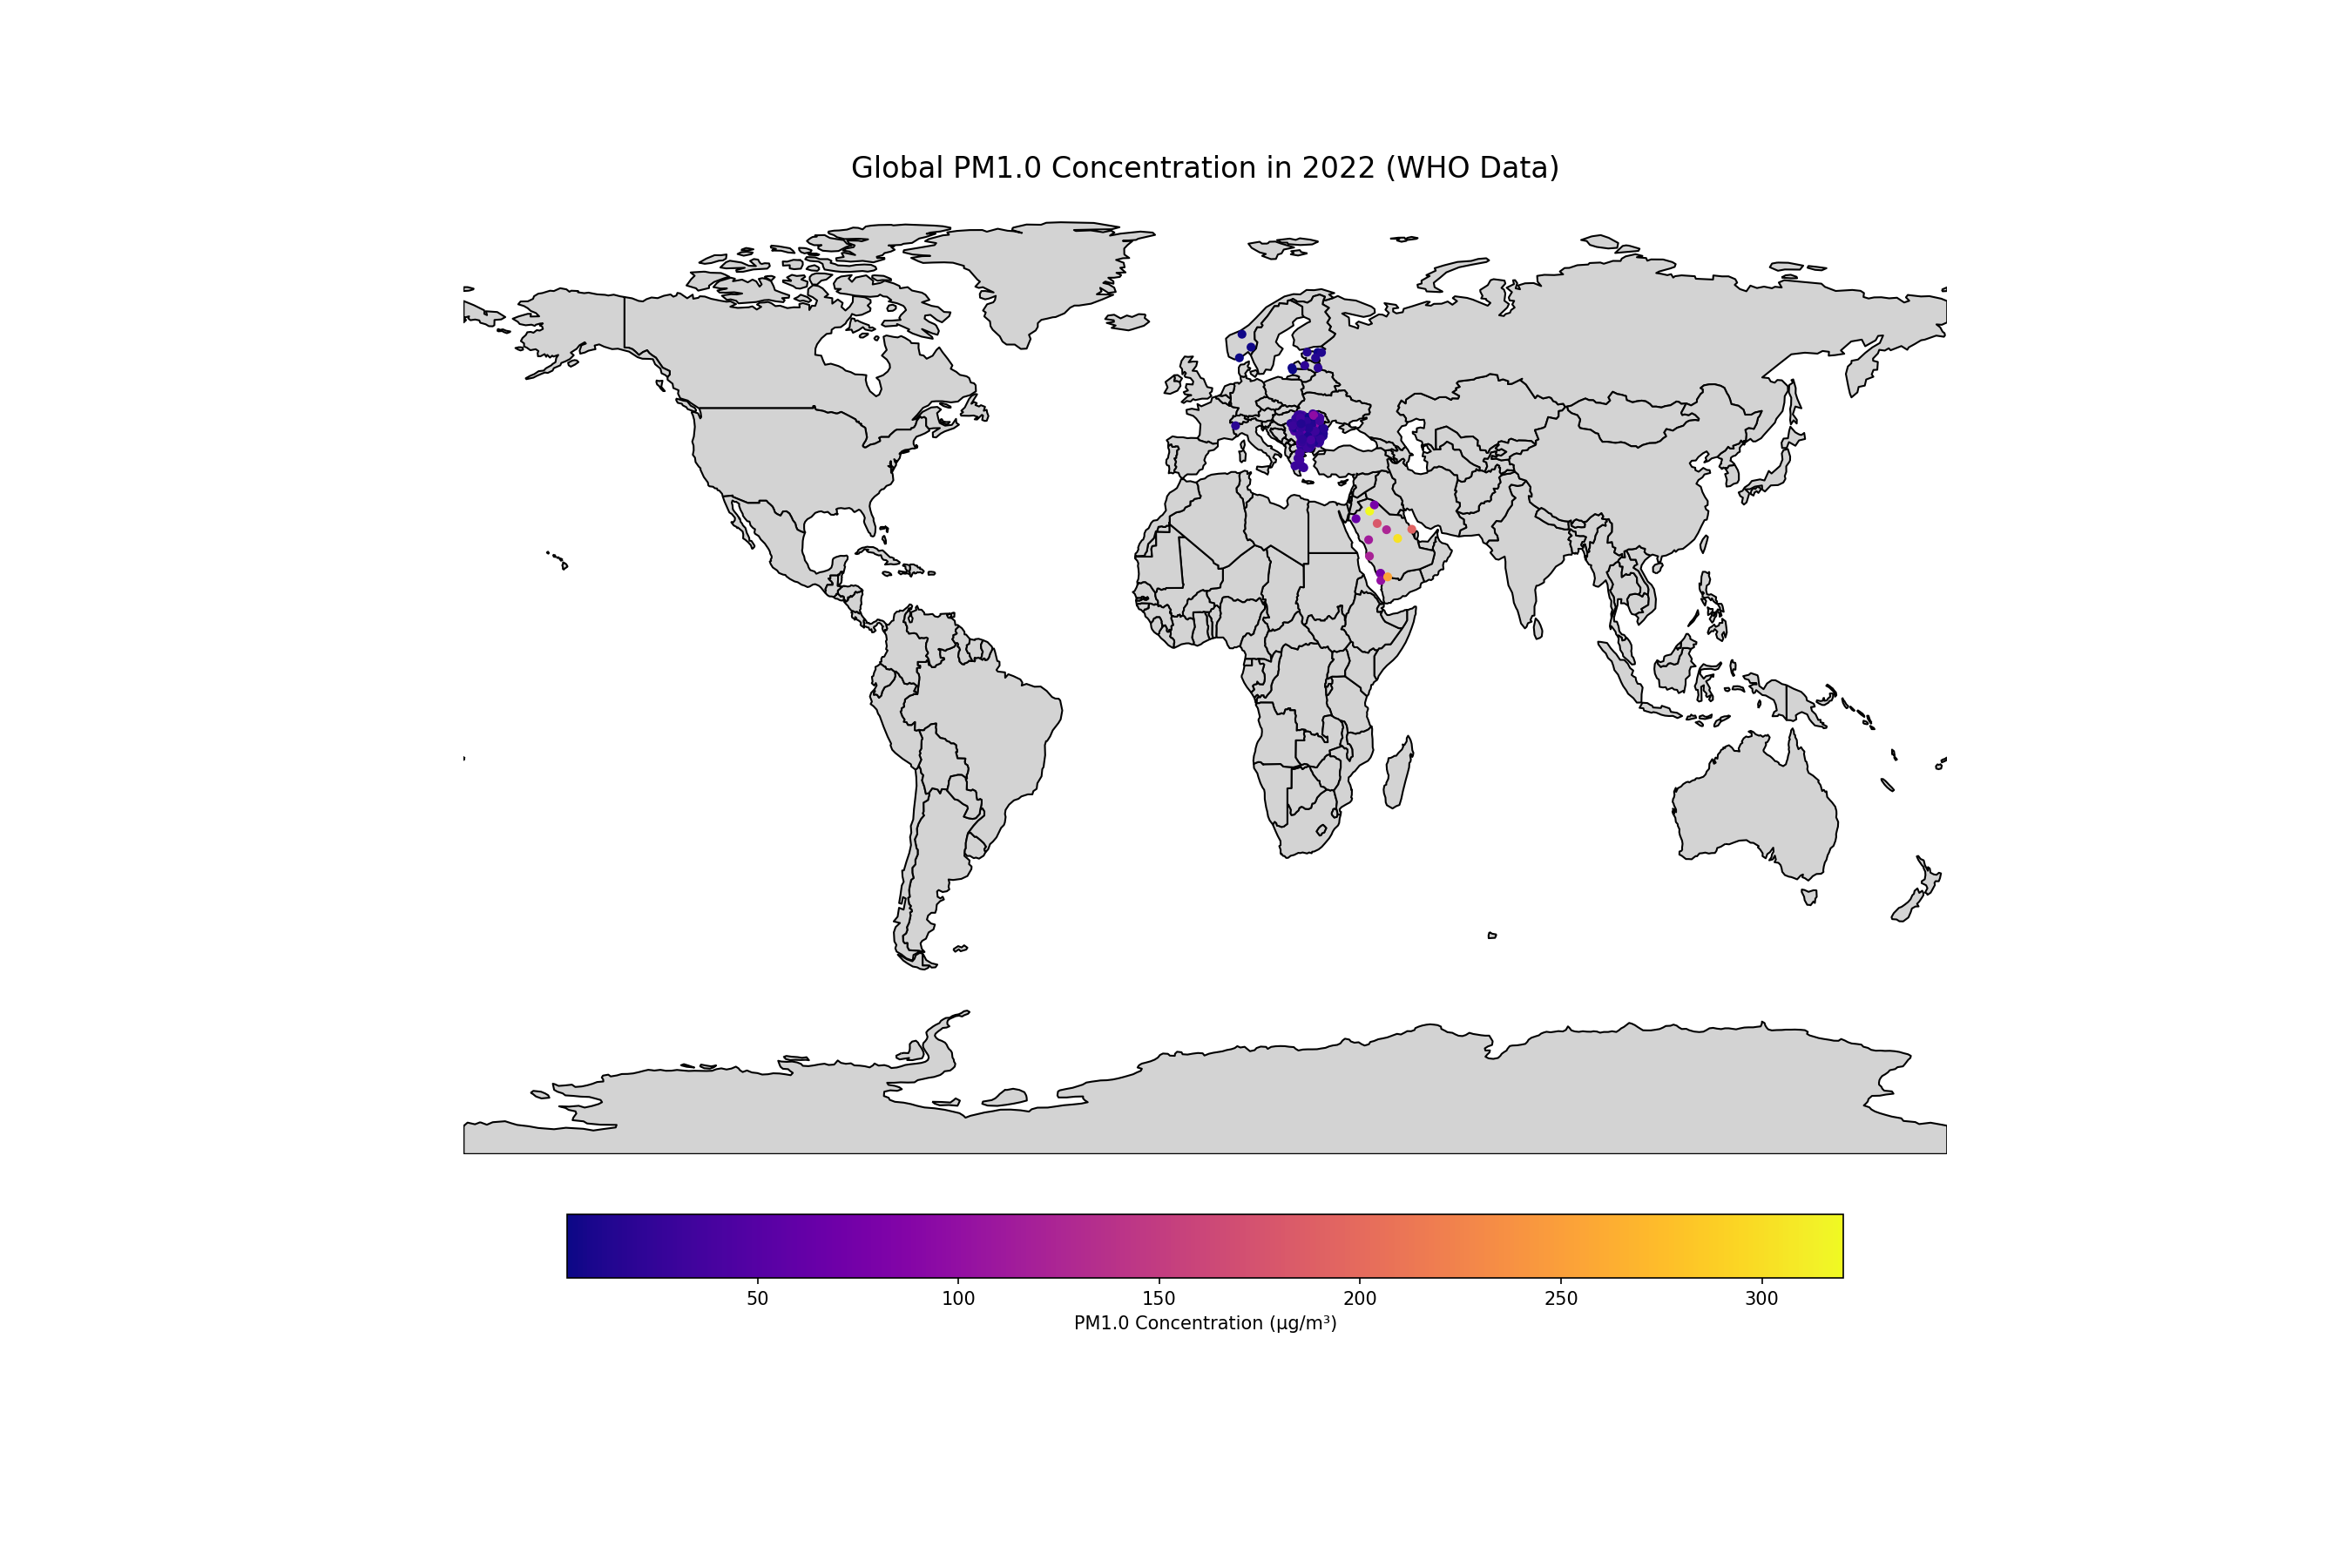 Global PM1.0 Concentration in 2022 (WHO Data)
50 100 150 200 250 300
PM1.0 Concentration (µg/m³)